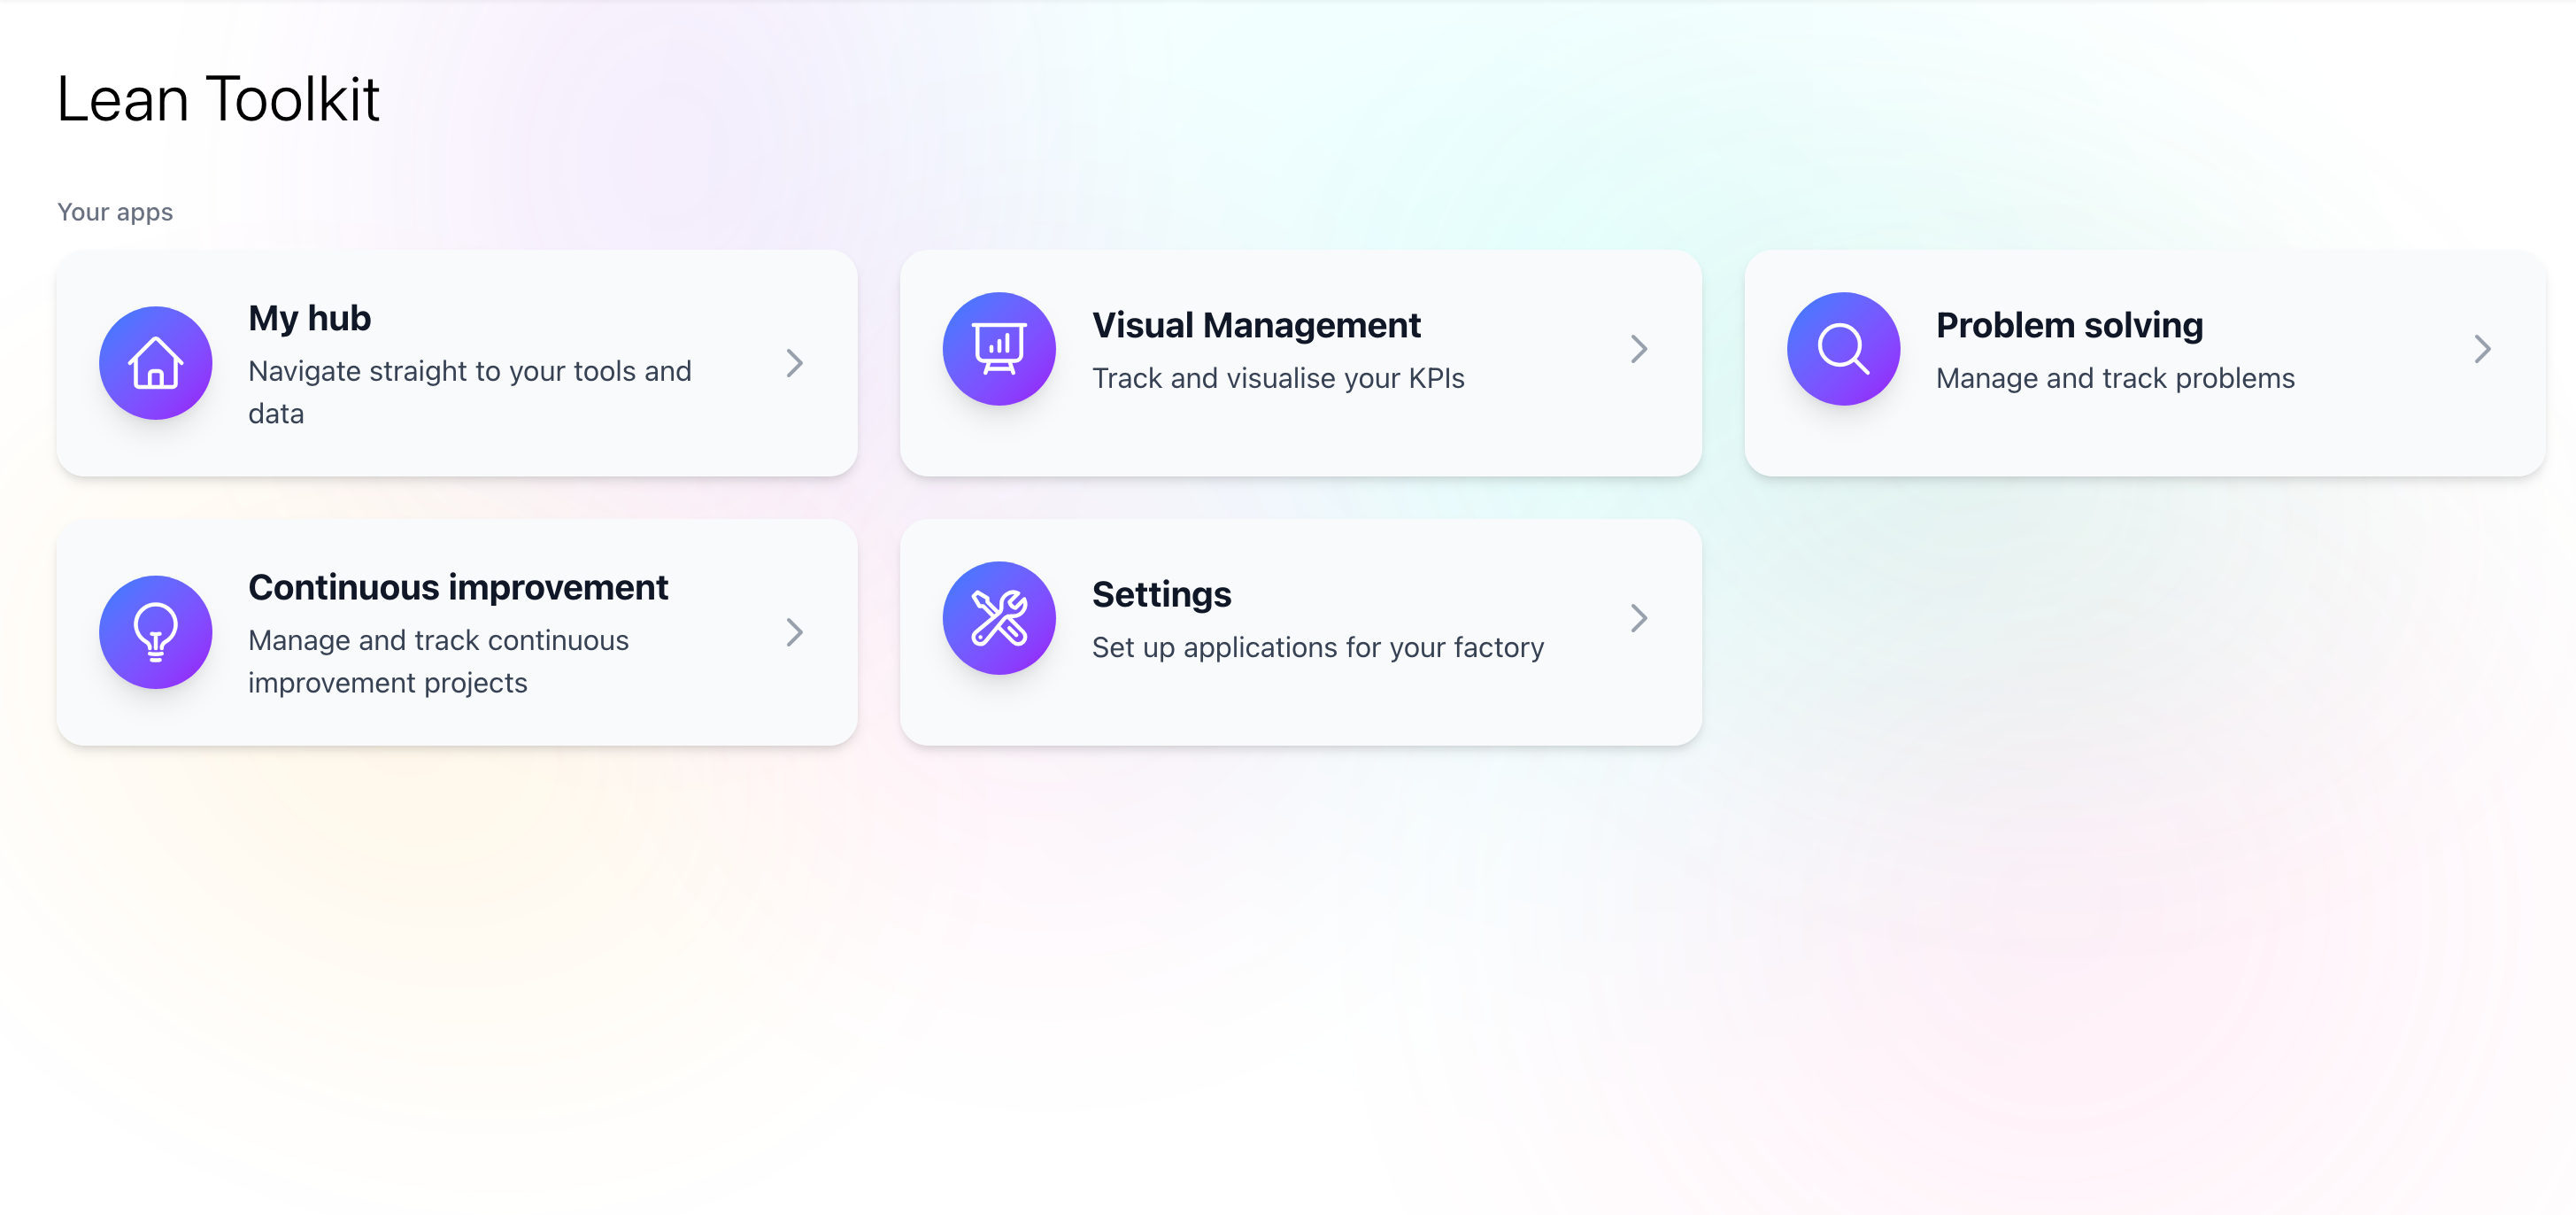 Lean Toolkit
Your apps
My hub
Navigate straight to your tools and
data
Visual Management
Track and visualise your KPIs
Problem solving
Manage and track problems
Continuous improvement
Manage and track continuous
improvement projects
Settings
Set up applications for your factory